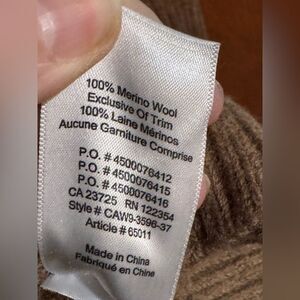 100% Merino Wool
Exclusive Of Trim
100% Laine Mérinos
Aucune Garniture Comprise
P.O. # 4500076412
P.O. # 4500076415
P.O. # 4500076416
CA 23725 RN 122354
Style # CAW9-3596-37
Article # 65011
Made in China
Fabriqué en Chine